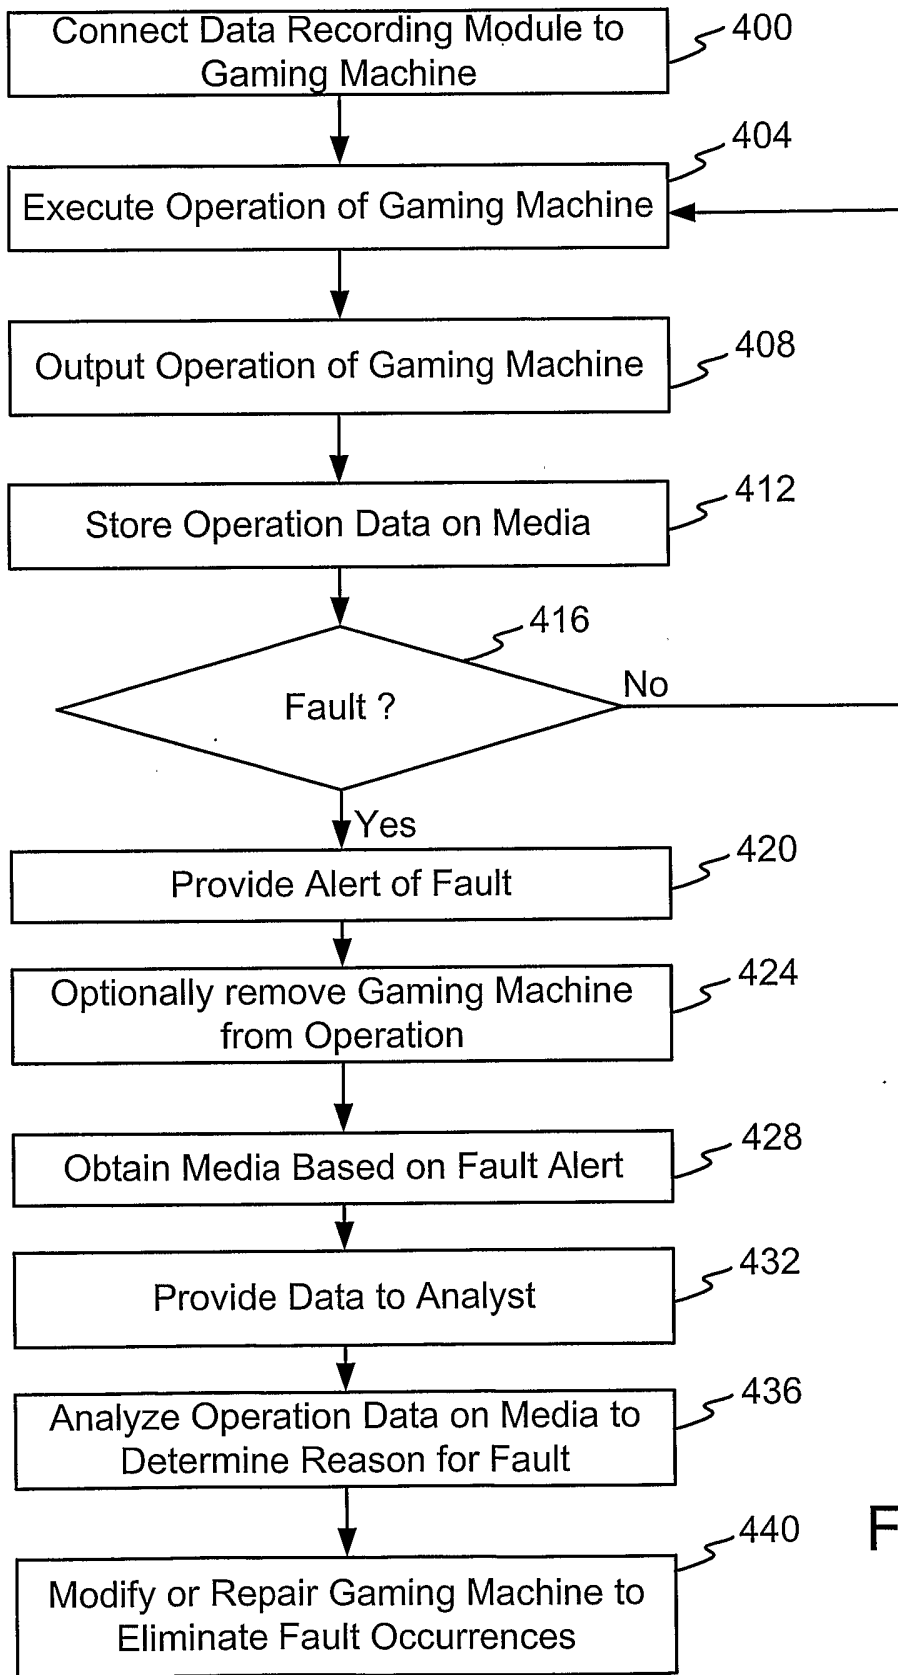 Connect Data Recording Module to
Gaming Machine
400
404
Execute Operation of Gaming Machine
Output Operation of Gaming Machine
408
Store Operation Data on Media
412
416
Fault ?
No
Yes
Provide Alert of Fault
420
Optionally remove Gaming Machine
from Operation
424
Obtain Media Based on Fault Alert
428
Provide Data to Analyst
432
Analyze Operation Data on Media to
Determine Reason for Fault
436
F
440
Modify or Repair Gaming Machine to
Eliminate Fault Occurrences